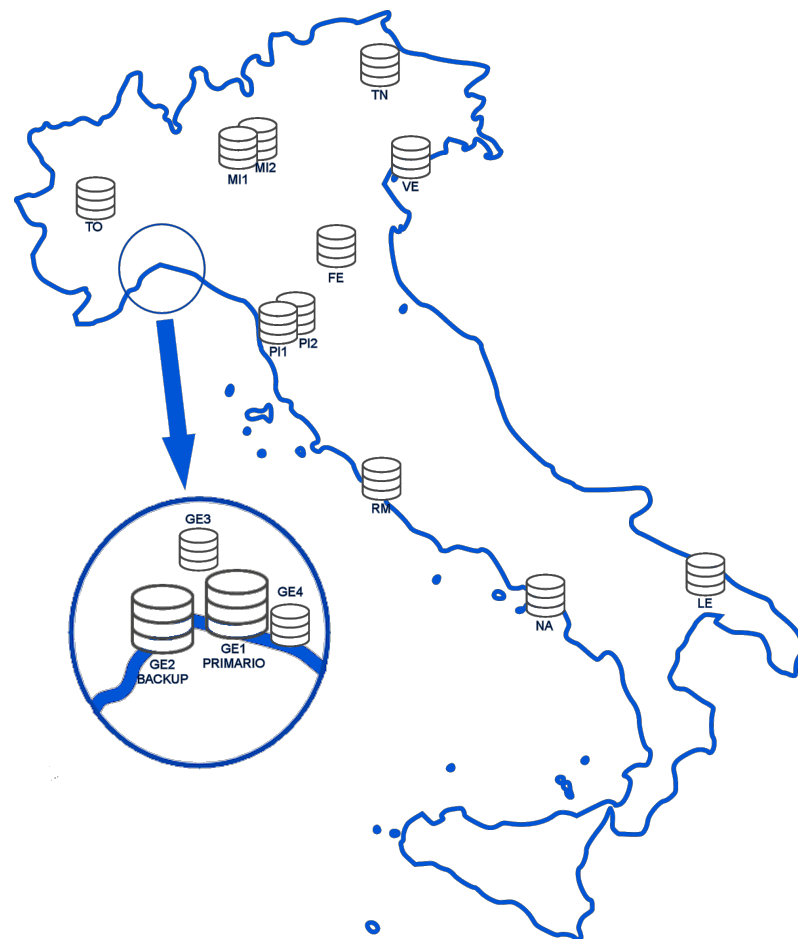 TN
MI2
MI1
VE
TO
FE
PI2
PI1
RM
GE3
GE4
LE
NA
GE1
PRIMARIO
GE2
BACKUP